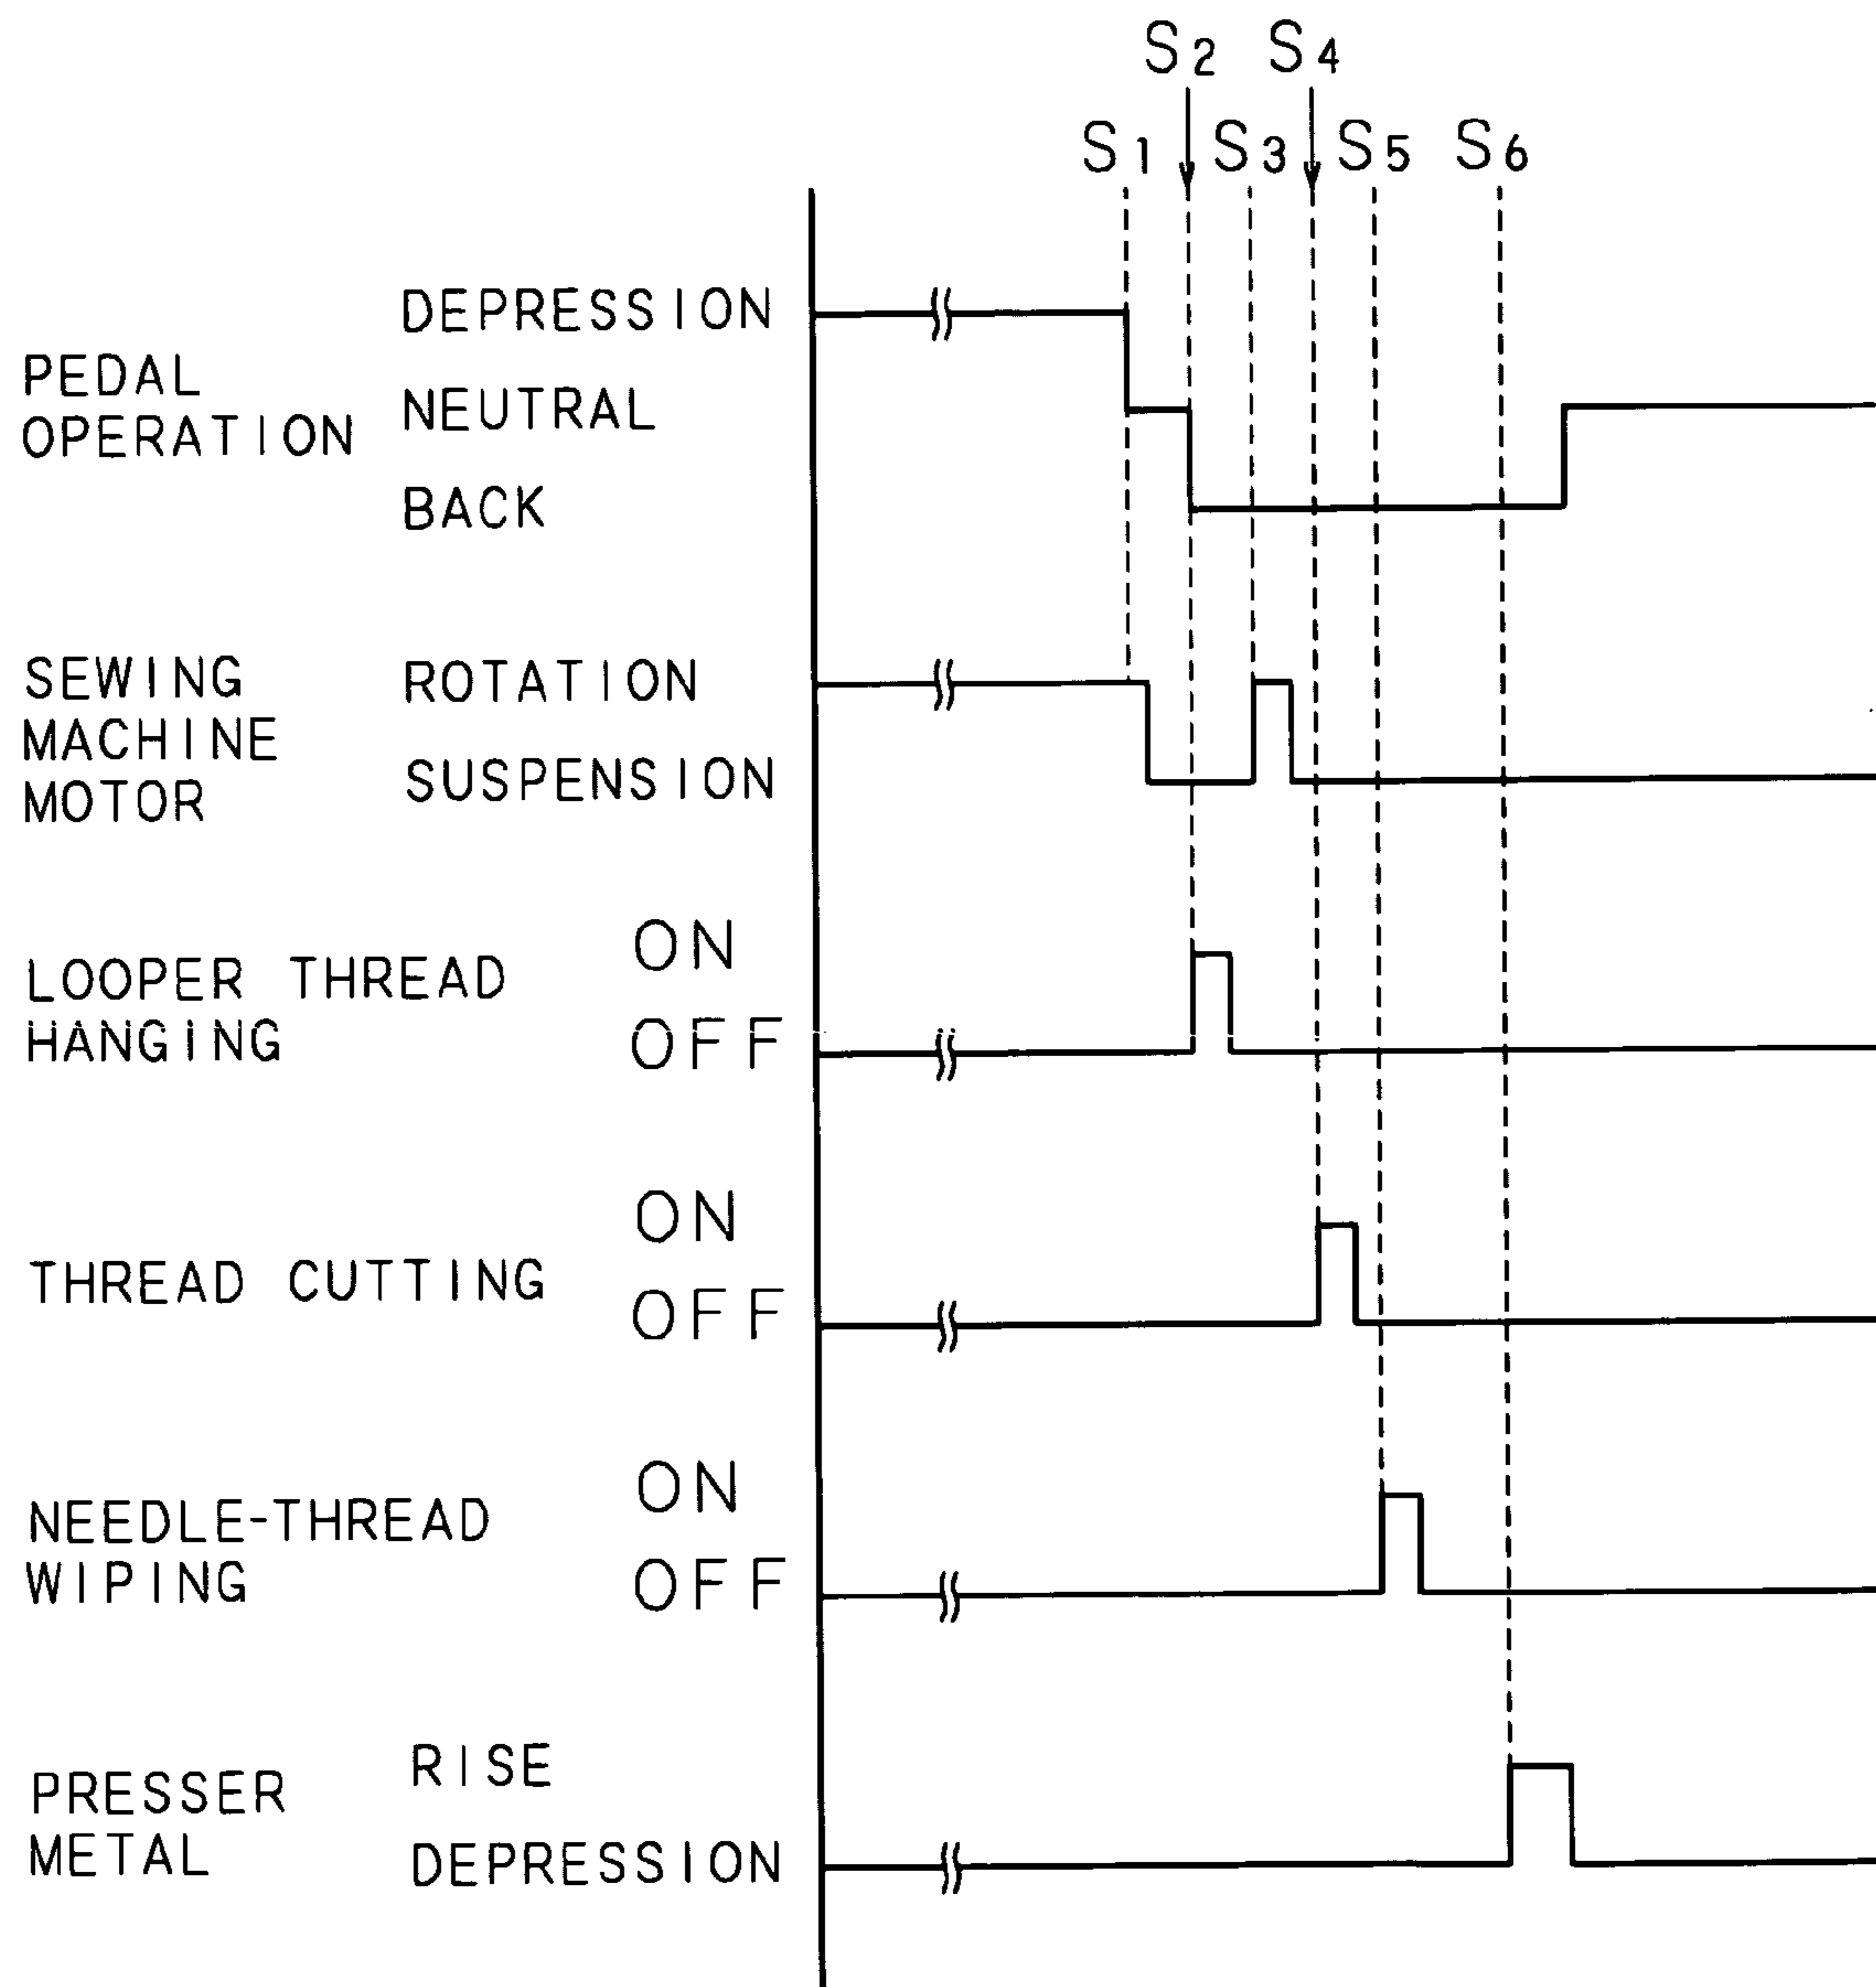 S2 S4
S1 S3 S5 S6
DEPRESSION
PEDAL
OPERATION
NEUTRAL
BACK
SEWING
MACHINE
MOTOR
ROTATION
SUSPENSION
LOOPER THREAD
HANGING
ON
OFF
THREAD CUTTING
ON
OFF
NEEDLE-THREAD
WIPING
ON
OFF
PRESSER
METAL
RISE
DEPRESSION